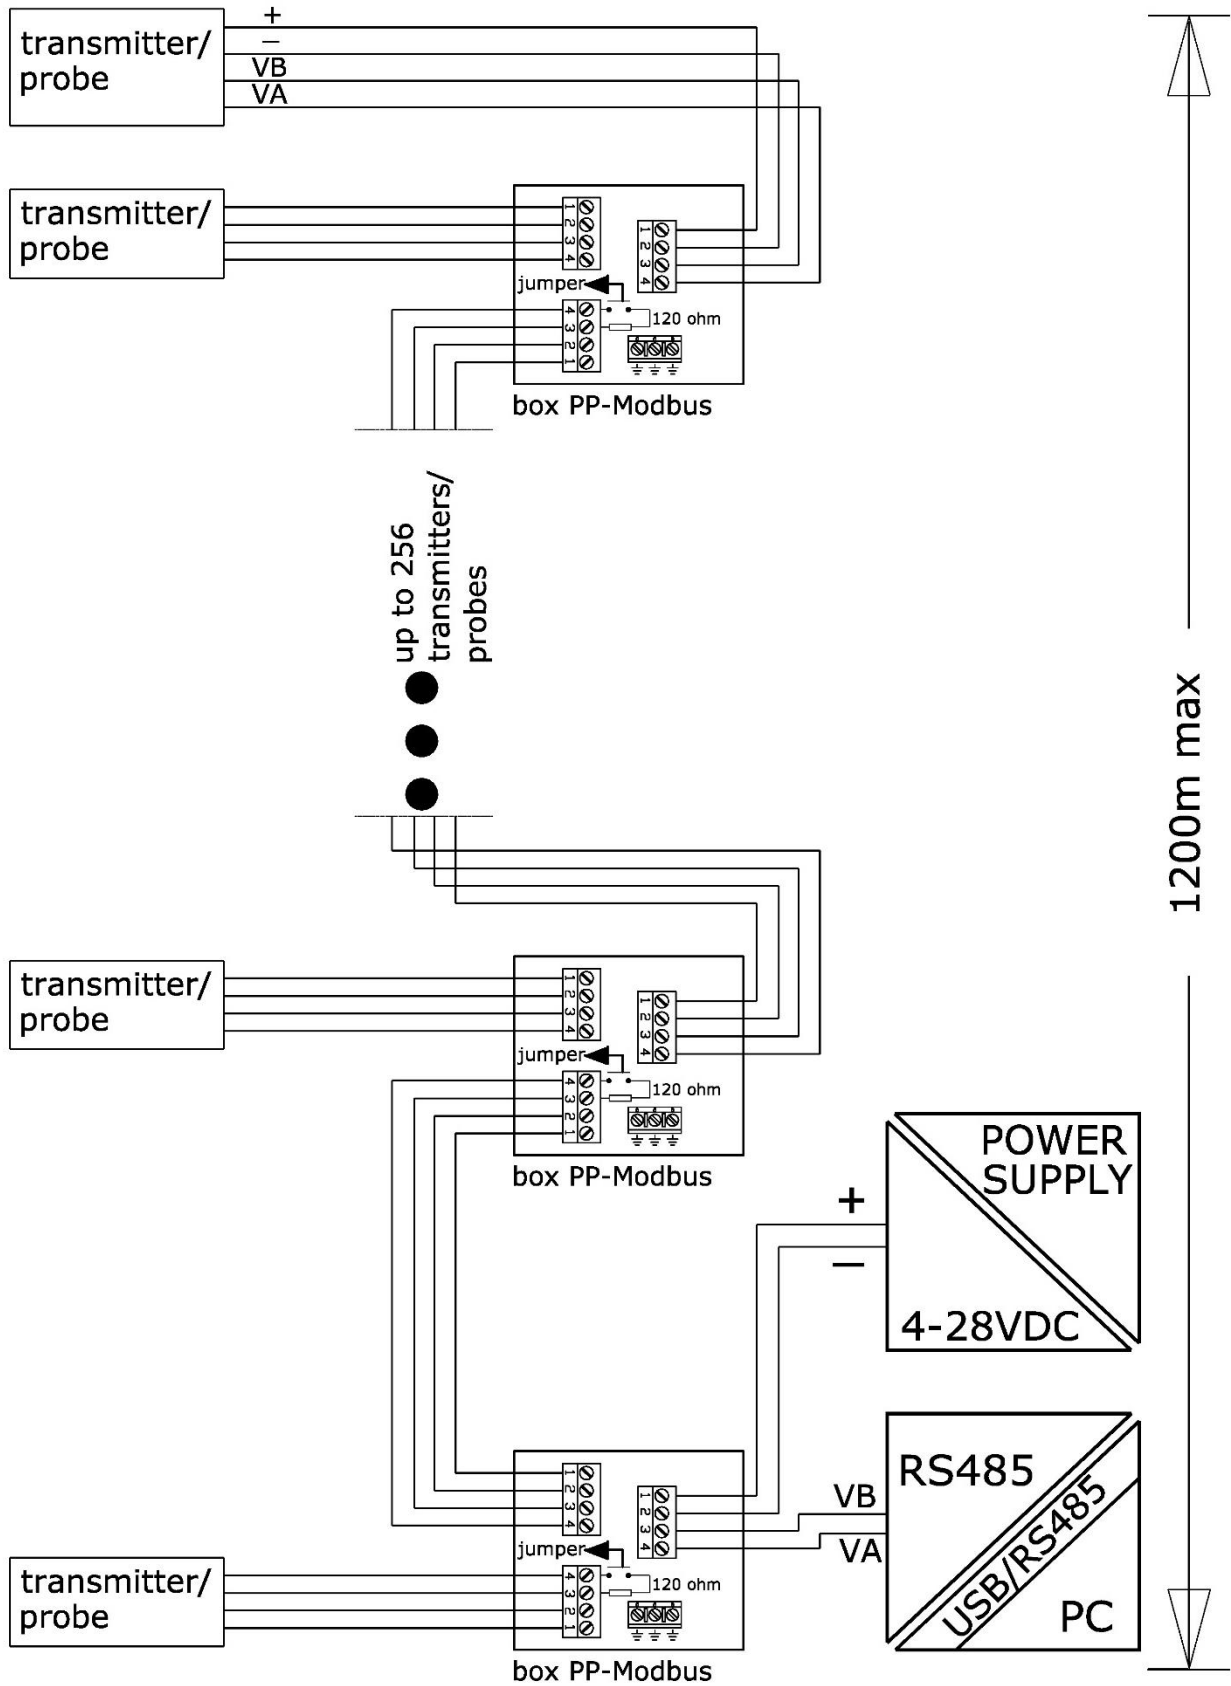 transmitter/
probe
+
−
VB
VA
transmitter/
probe
1
2
3
4
1
2
3
4
jumper
4
3
2
1
120 ohm
box PP-Modbus
up to 256
transmitters/
probes
1200m max
transmitter/
probe
1
2
3
4
1
2
3
4
jumper
4
3
2
1
120 ohm
box PP-Modbus
+
−
POWER
SUPPLY
4-28VDC
1
2
3
4
1
2
3
4
VB
VA
RS485
USB/RS485
PC
transmitter/
probe
jumper
4
3
2
1
120 ohm
box PP-Modbus